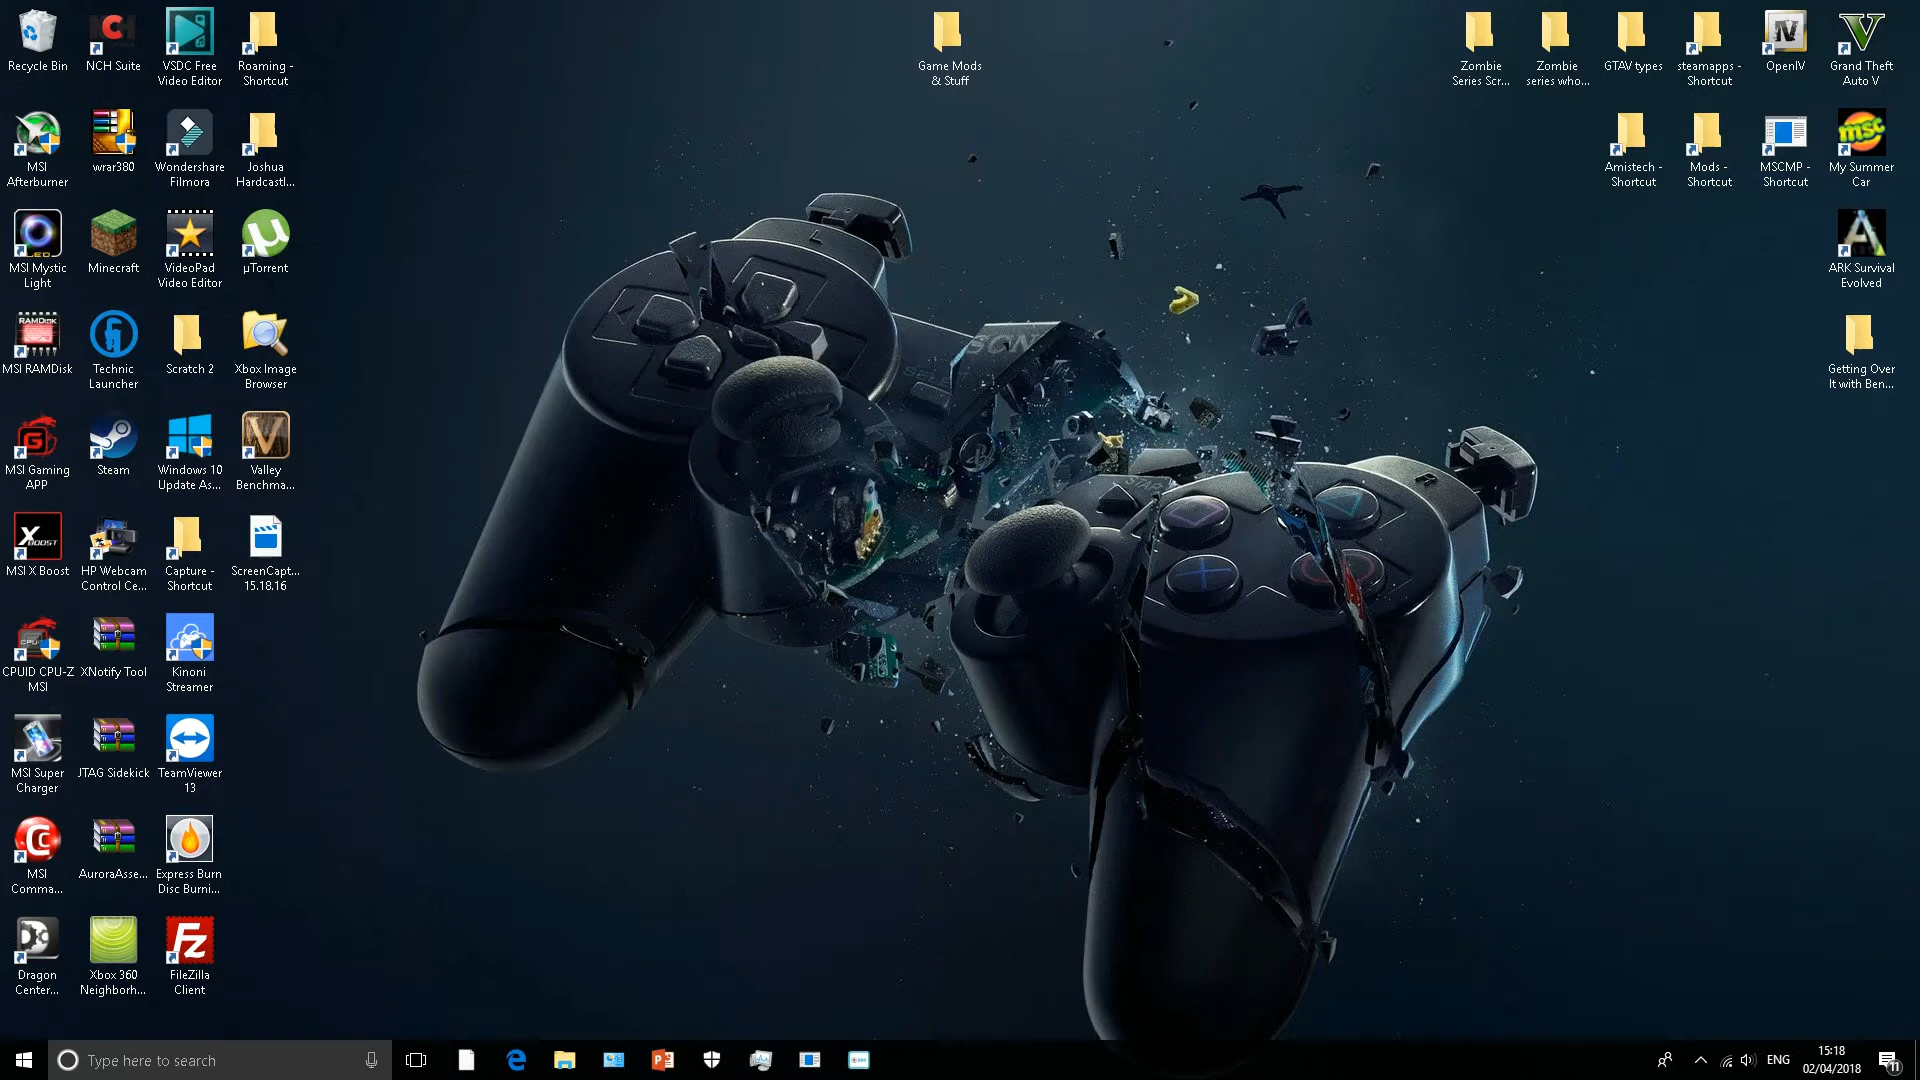 Recycle Bin
NCH Suite
VSDC Free
Video Editor
Roaming -
Shortcut
Game Mods
& Stuff
Zombie
Series Scr...
Zombie
series who...
GTAV types
steamapps -
Shortcut
OpenIV
Grand Theft
Auto V
MSI
Afterburner
wrar380
Wondershare
Filmora
Joshua
Hardcastl...
Amistech -
Shortcut
Mods -
Shortcut
MSCMP -
Shortcut
msc
My Summer
Car
MSI Mystic
Light
Minecraft
VideoPad
Video Editor
µTorrent
ARK Survival
Evolved
RAMDisk
MSI RAMDisk
Technic
Launcher
Scratch 2
Xbox Image
Browser
Getting Over
It with Ben...
MSI Gaming
APP
Steam
Windows 10
Update As...
Valley
Benchma...
X BOOST
MSI X Boost
HP Webcam
Control Ce...
Capture -
Shortcut
ScreenCapt...
15.18.16
CPUID CPU-Z
MSI
XNotify Tool
Kinoni
Streamer
MSI Super
Charger
JTAG Sidekick
TeamViewer
13
MSI
Comma...
AuroraAsse...
Express Burn
Disc Burni...
Dragon
Center...
Xbox 360
Neighborh...
FZ
FileZilla
Client
L
R
START
Type here to search
ENG
15:18
02/04/2018
11